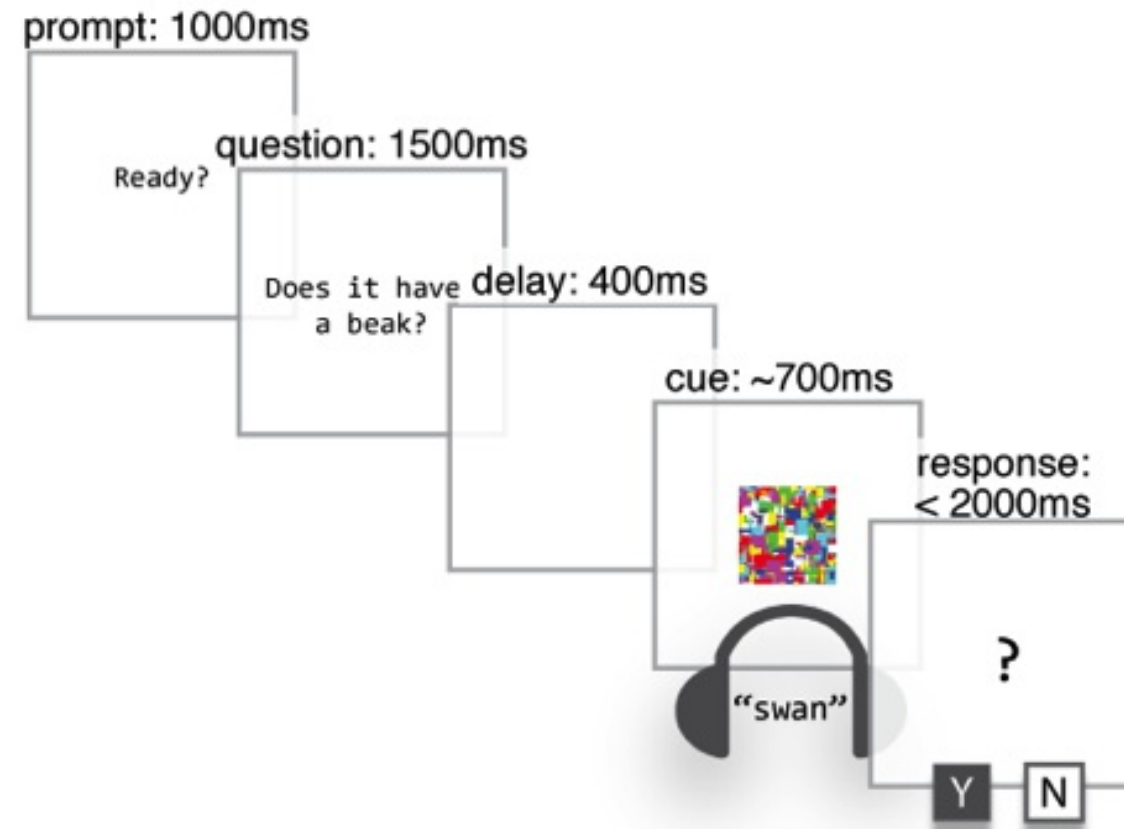 prompt: 1000ms
Ready?
question: 1500ms
Does it have
a beak?
delay: 400ms
cue: ~700ms
“swan”
response:
< 2000ms
?
Y N